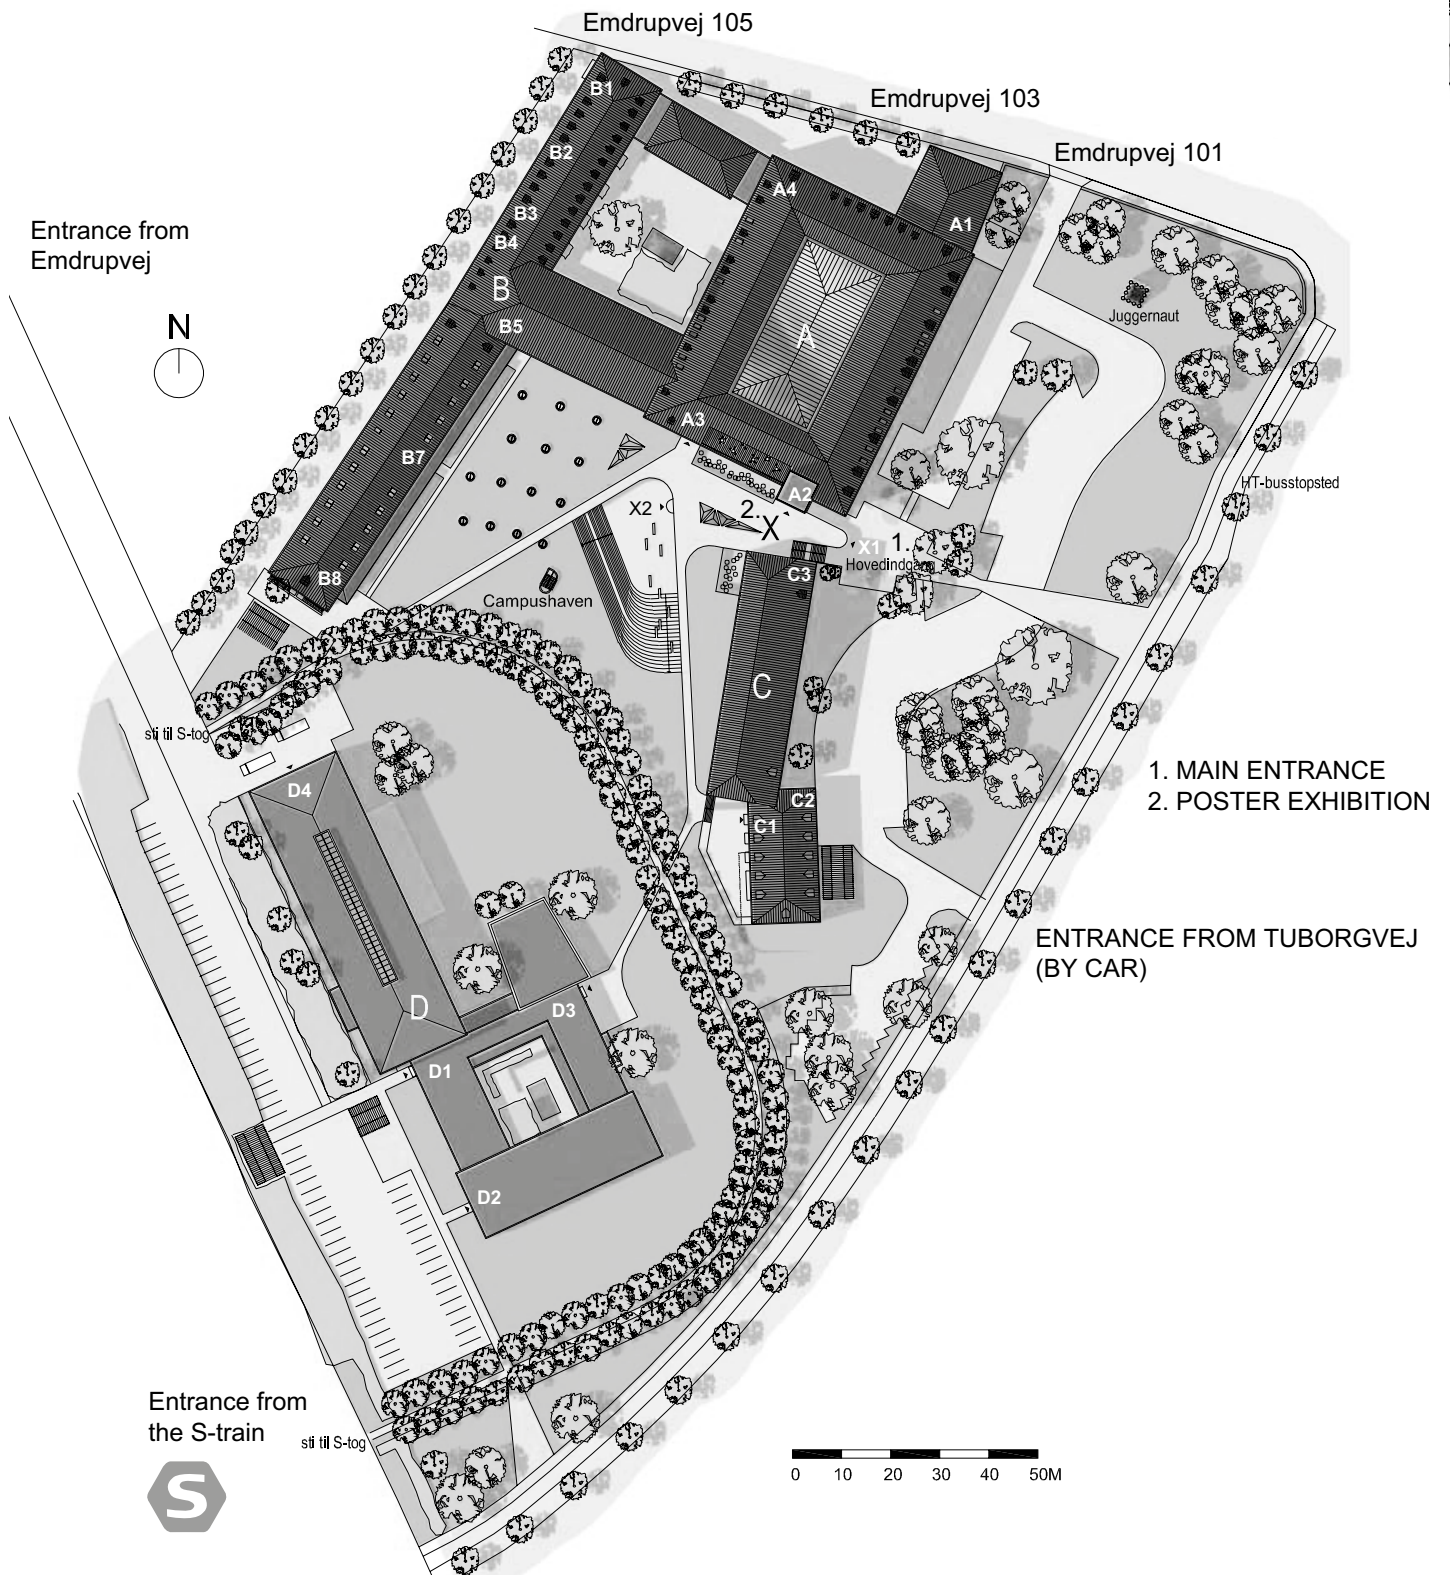 Emdrupvej 105
Emdrupvej 103
Emdrupvej 101
B1
B2
A4
A1
B3
B4
Entrance from
Emdrupvej
N
B
B5
A
Juggernaut
A3
B7
HT-busstopsted
A2
X2
2.
X
X1
1.
Hovedindgang
C3
B8
Campushaven
C
sti til S-tog
D4
C2
C1
1. MAIN ENTRANCE
2. POSTER EXHIBITION
ENTRANCE FROM TUBORGVEJ
(BY CAR)
D
D3
D1
D2
Entrance from
the S-train
sti til S-tog
S
0 10 20 30 40 50M